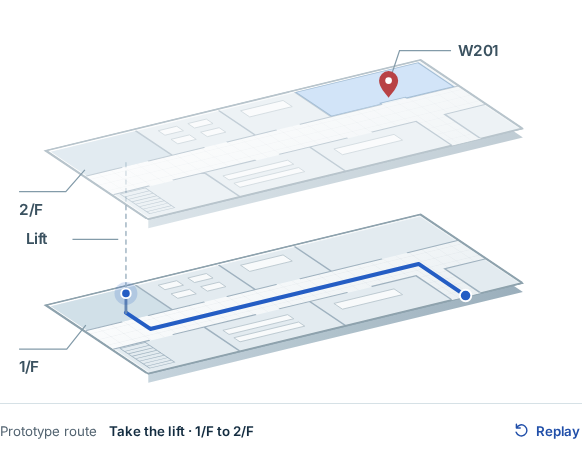 W201
2/F
Lift
1/F
Prototype route Take the lift · 1/F to 2/F Replay